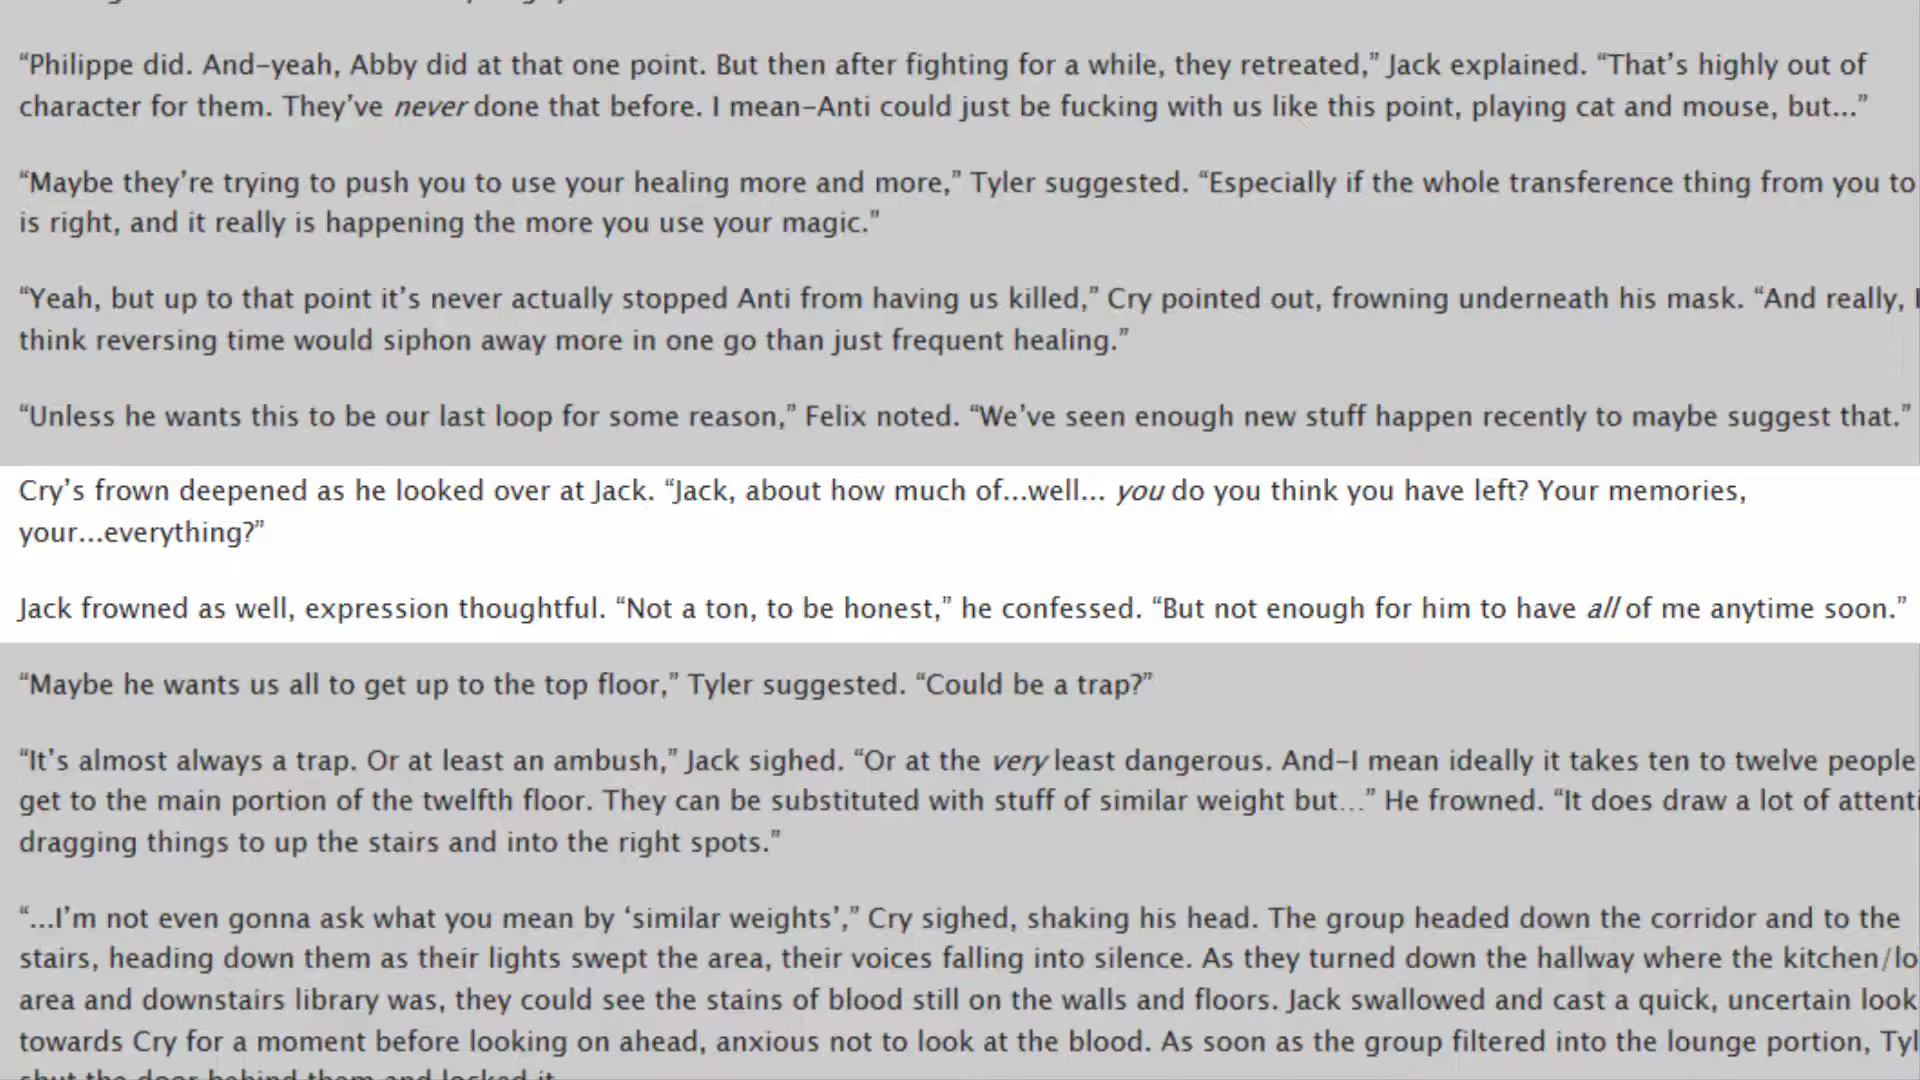 “Philippe did. And–yeah, Abby did at that one point. But then after fighting for a while, they retreated,” Jack explained. “That’s highly out of
character for them. They’ve never done that before. I mean–Anti could just be fucking with us like this point, playing cat and mouse, but...”
“Maybe they’re trying to push you to use your healing more and more,” Tyler suggested. “Especially if the whole transference thing from you to
is right, and it really is happening the more you use your magic.”
“Yeah, but up to that point it’s never actually stopped Anti from having us killed,” Cry pointed out, frowning underneath his mask. “And really, I
think reversing time would siphon away more in one go than just frequent healing.”
“Unless he wants this to be our last loop for some reason,” Felix noted. “We’ve seen enough new stuff happen recently to maybe suggest that.”
Cry’s frown deepened as he looked over at Jack. “Jack, about how much of...well... you do you think you have left? Your memories,
your...everything?”
Jack frowned as well, expression thoughtful. “Not a ton, to be honest,” he confessed. “But not enough for him to have all of me anytime soon.”
“Maybe he wants us all to get up to the top floor,” Tyler suggested. “Could be a trap?”
“It’s almost always a trap. Or at least an ambush,” Jack sighed. “Or at the very least dangerous. And–I mean ideally it takes ten to twelve people
get to the main portion of the twelfth floor. They can be substituted with stuff of similar weight but...” He frowned. “It does draw a lot of attenti
dragging things to up the stairs and into the right spots.”
“...I’m not even gonna ask what you mean by ‘similar weights’,” Cry sighed, shaking his head. The group headed down the corridor and to the
stairs, heading down them as their lights swept the area, their voices falling into silence. As they turned down the hallway where the kitchen/lo
area and downstairs library was, they could see the stains of blood still on the walls and floors. Jack swallowed and cast a quick, uncertain look
towards Cry for a moment before looking on ahead, anxious not to look at the blood. As soon as the group filtered into the lounge portion, Tyl
shut the door behind them and locked it.